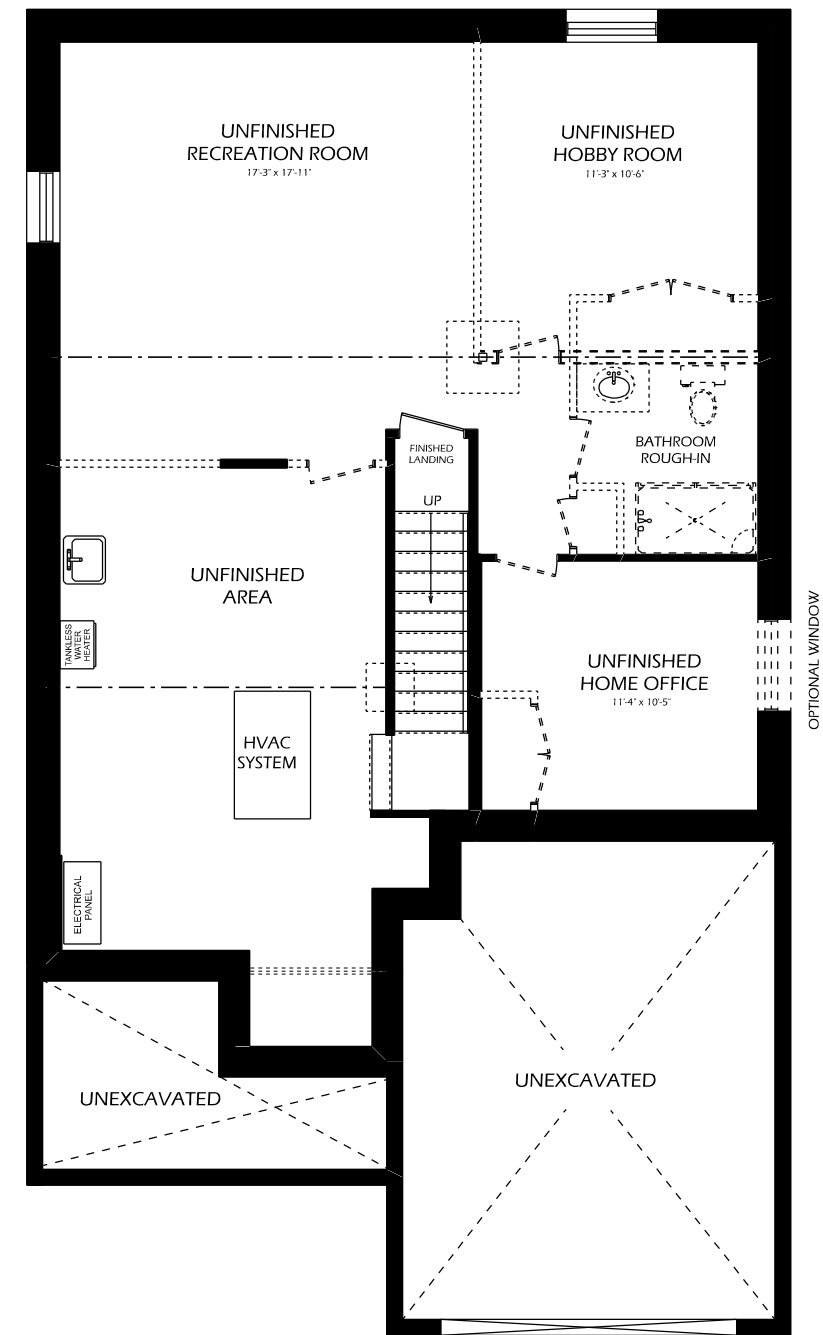 UNFINISHED
RECREATION ROOM
17'-3" x 17'-11"
UNFINISHED
HOBBY ROOM
11'-3" x 10'-6"
FINISHED
LANDING
UP
BATHROOM
ROUGH-IN
UNFINISHED
AREA
TANKLESS
WATER
HEATER
UNFINISHED
HOME OFFICE
11'-4" x 10'-5"
OPTIONAL WINDOW
HVAC
SYSTEM
ELECTRICAL
PANEL
UNEXCAVATED
UNEXCAVATED